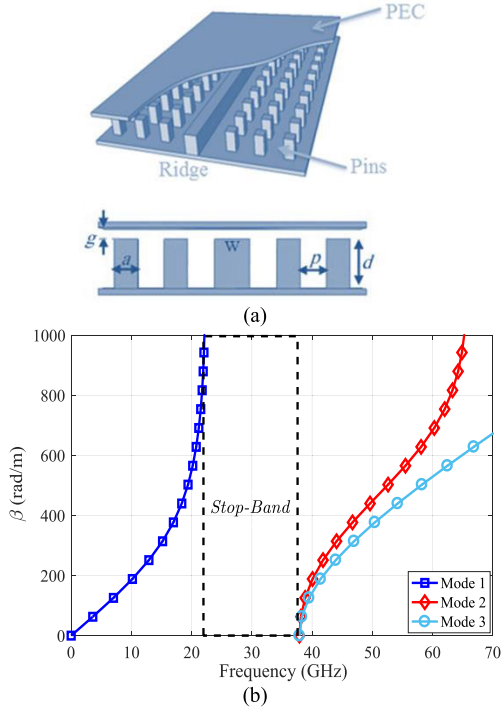 PEC
Pins
Ridge
g
a
W
p
d
(a)
1000
800
600
400
200
0
β (rad/m)
Stop-Band
Mode 1
Mode 2
Mode 3
0 10 20 30 40 50 60 70
Frequency (GHz)
(b)